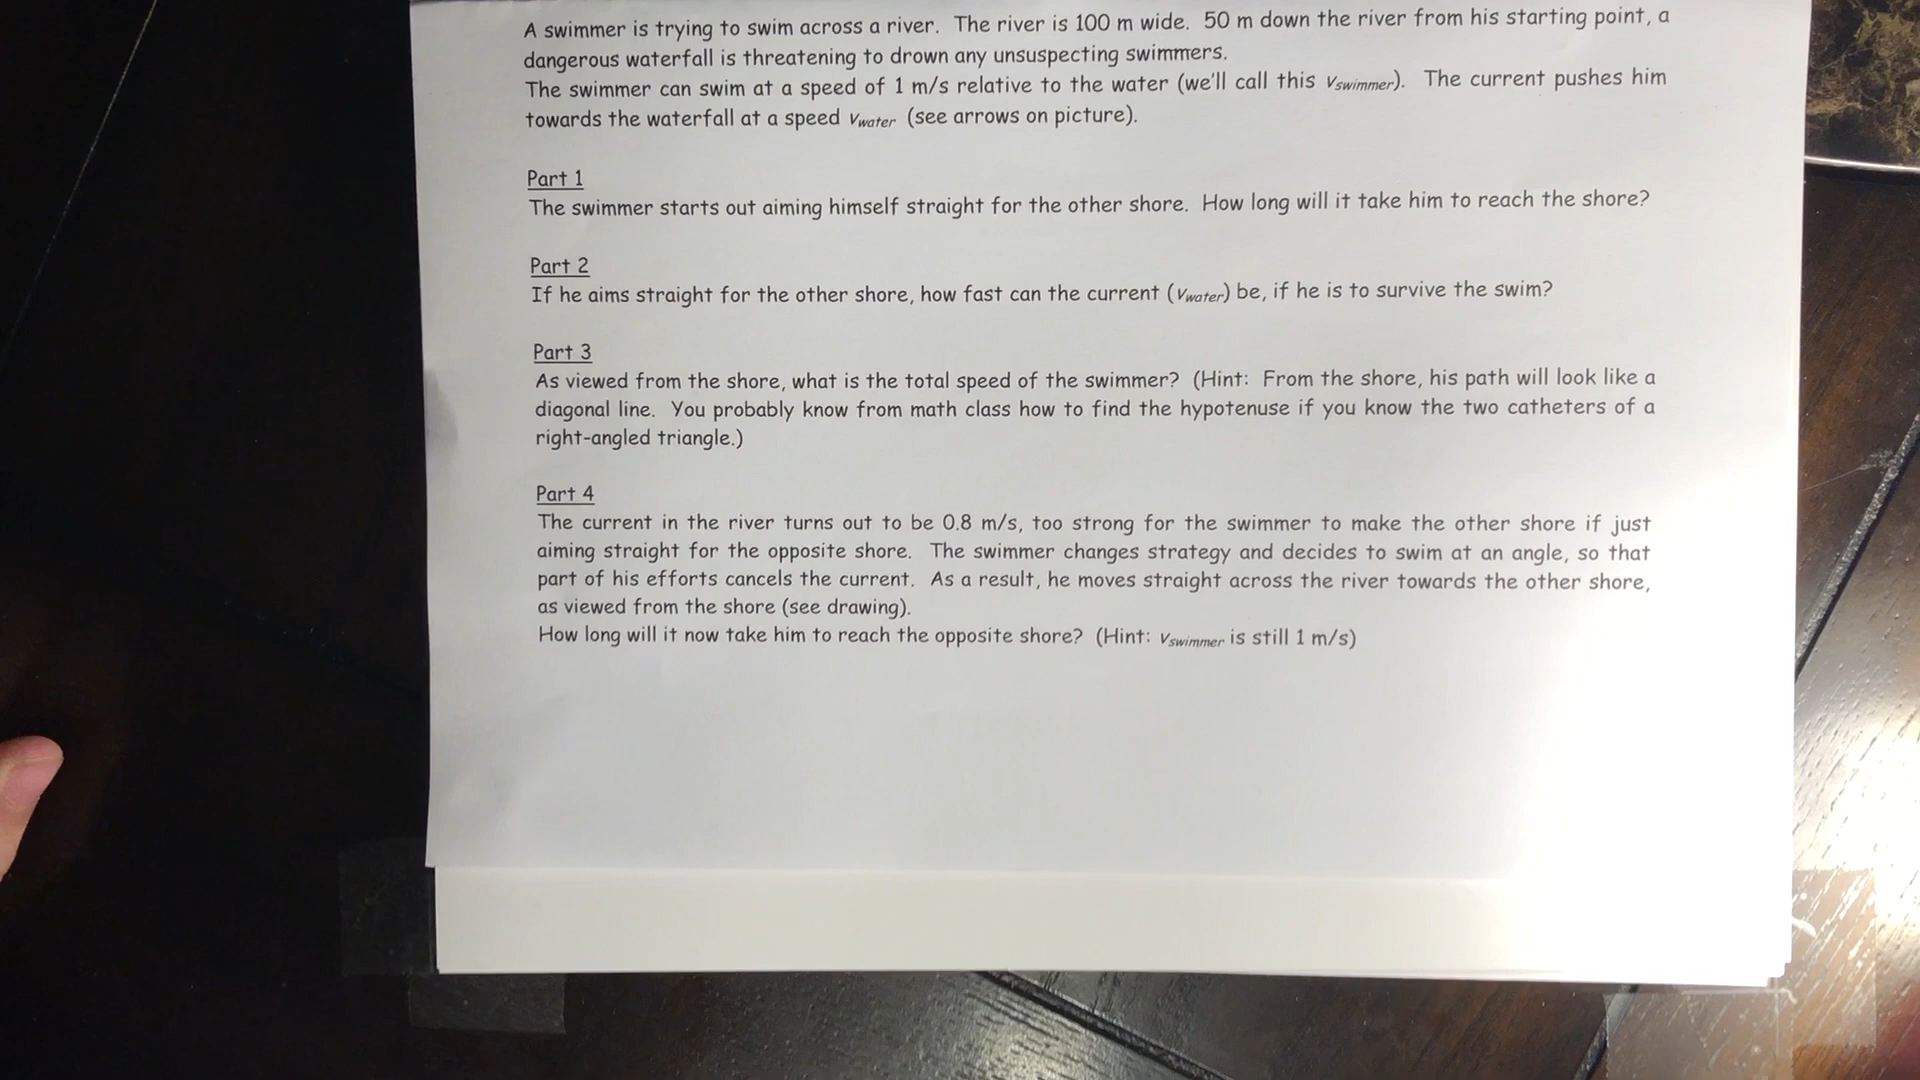 A swimmer is trying to swim across a river. The river is 100 m wide. 50 m down the river from his starting point, a
dangerous waterfall is threatening to drown any unsuspecting swimmers.
The swimmer can swim at a speed of 1 m/s relative to the water (we'll call this vswimmer). The current pushes him
towards the waterfall at a speed vwater (see arrows on picture).
Part 1
The swimmer starts out aiming himself straight for the other shore. How long will it take him to reach the shore?
Part 2
If he aims straight for the other shore, how fast can the current (vwater) be, if he is to survive the swim?
Part 3
As viewed from the shore, what is the total speed of the swimmer? (Hint: From the shore, his path will look like a
diagonal line. You probably know from math class how to find the hypotenuse if you know the two catheters of a
right-angled triangle.)
Part 4
The current in the river turns out to be 0.8 m/s, too strong for the swimmer to make the other shore if just
aiming straight for the opposite shore. The swimmer changes strategy and decides to swim at an angle, so that
part of his efforts cancels the current. As a result, he moves straight across the river towards the other shore,
as viewed from the shore (see drawing).
How long will it now take him to reach the opposite shore? (Hint: vswimmer is still 1 m/s)